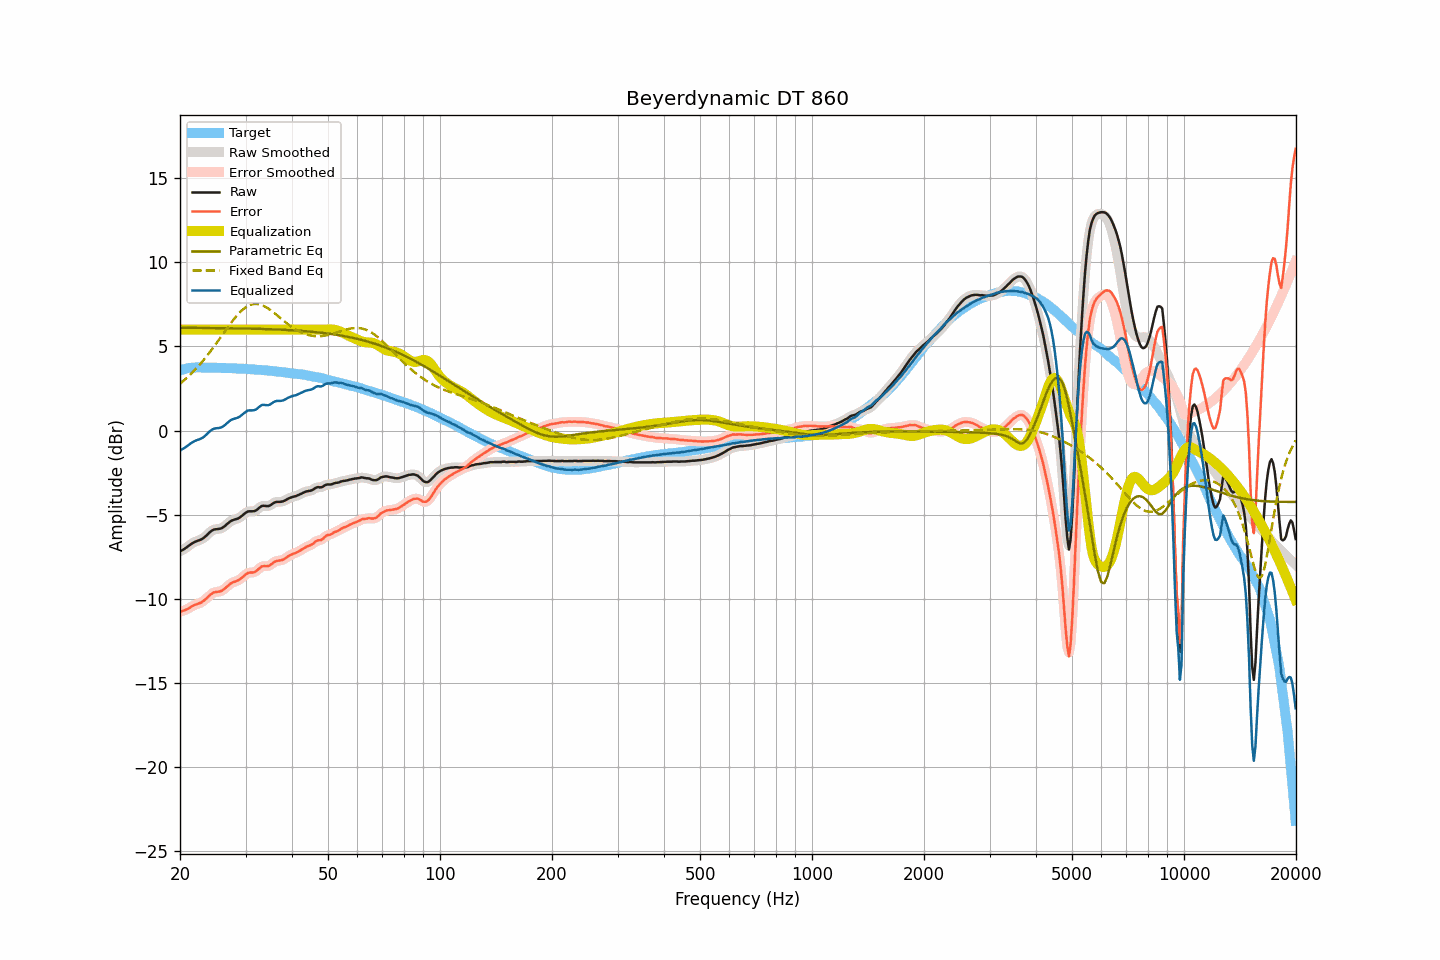 Beyerdynamic DT 860
Target
Raw Smoothed
Error Smoothed
Raw
Error
Equalization
Parametric Eq
Fixed Band Eq
Equalized
Amplitude (dBr)
15
10
5
0
−5
−10
−15
−20
−25
20 50 100 200 500 1000 2000 5000 10000 20000
Frequency (Hz)